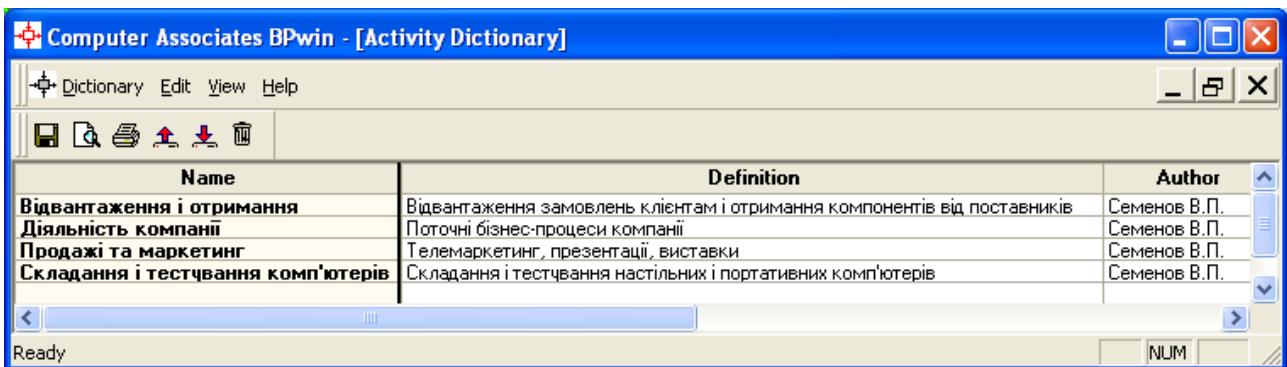 Computer Associates BPwin - [Activity Dictionary]
Dictionary Edit View Help
Name Definition Author
Відвантаження і отримання Відвантаження замовлень клієнтам і отримання компонентів від поставників Семенов В.П.
Діяльність компанії Поточні бізнес-процеси компанії Семенов В.П.
Продажі та маркетинг Телемаркетинг, презентації, виставки Семенов В.П.
Складання і тестування комп'ютерів Складання і тестування настільних і портативних комп'ютерів Семенов В.П.
Ready NUM